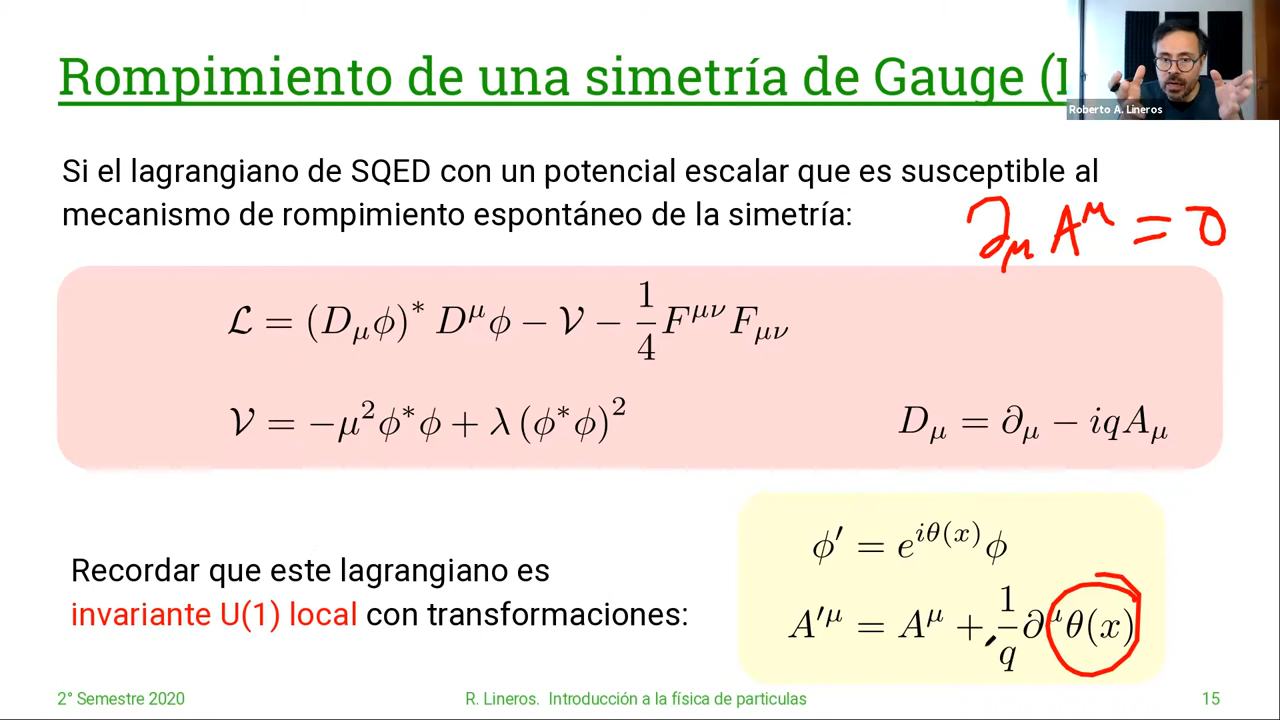 Rompimiento de una simetría de Gauge (
Roberto A. Lineros
Si el lagrangiano de SQED con un potencial escalar que es susceptible al
mecanismo de rompimiento espontáneo de la simetría:
∂_μ A^μ = 0
ℒ = (D_μ ϕ)^* D^μ ϕ − 𝒱 − 1/4 F^{μν} F_{μν}
𝒱 = −μ^2 ϕ^* ϕ + λ (ϕ^* ϕ)^2
D_μ = ∂_μ − iqA_μ
Recordar que este lagrangiano es
invariante U(1) local con transformaciones:
ϕ′ = e^{iθ(x)} ϕ
A′^μ = A^μ + 1/q ∂^μ θ(x)
2° Semestre 2020
R. Lineros. Introducción a la física de particulas
15